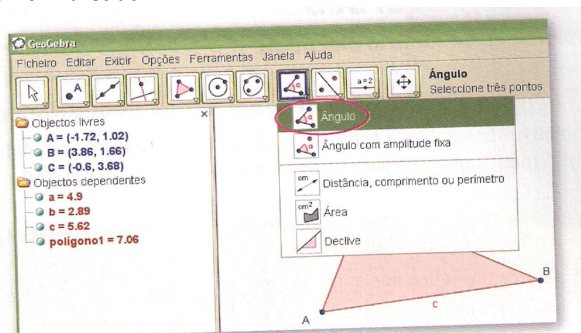 GeoGebra
Ficheiro Editar Exibir Opções Ferramentas Janela Ajuda
A
a=2
Ângulo
Seleccione três pontos
Objectos livres
A = (-1.72, 1.02)
B = (3.86, 1.66)
C = (-0.6, 3.68)
Objectos dependentes
a = 4.9
b = 2.89
c = 5.62
polígono1 = 7.06
Ângulo
Ângulo com amplitude fixa
cm
Distância, comprimento ou perímetro
cm²
Área
Declive
B
c
A